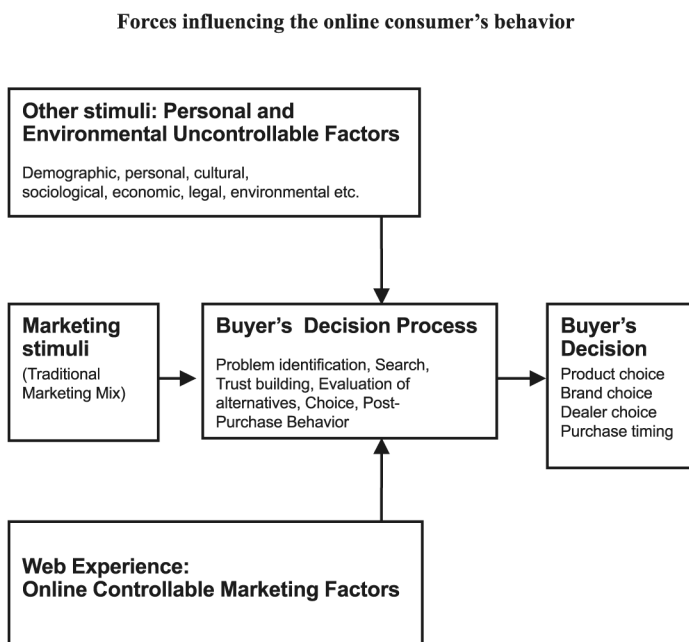 Forces influencing the online consumer’s behavior
Other stimuli: Personal and
Environmental Uncontrollable Factors
Demographic, personal, cultural,
sociological, economic, legal, environmental etc.
Marketing
stimuli
(Traditional
Marketing Mix)
Buyer’s Decision Process
Problem identification, Search,
Trust building, Evaluation of
alternatives, Choice, Post-
Purchase Behavior
Buyer’s
Decision
Product choice
Brand choice
Dealer choice
Purchase timing
Web Experience:
Online Controllable Marketing Factors